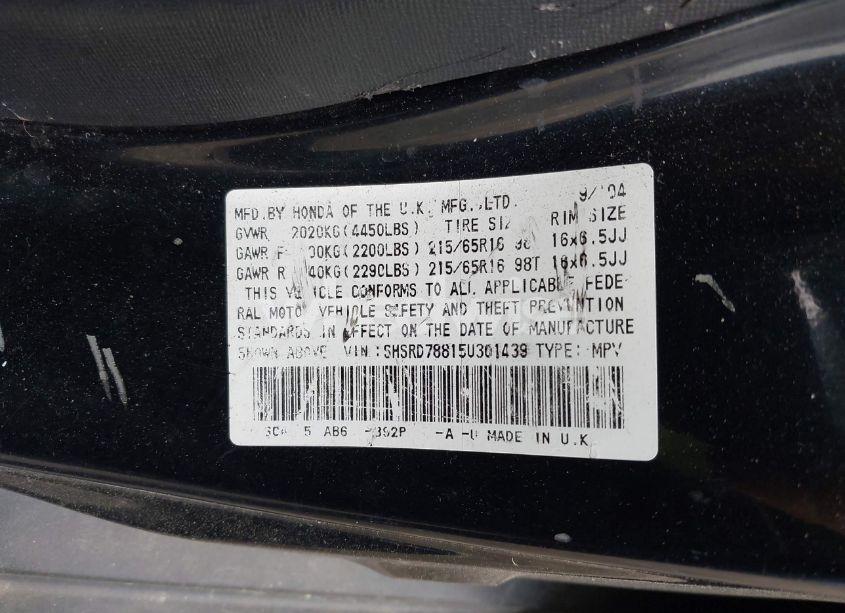 MFD. BY HONDA OF THE U.K. MFG., LTD. 9/'04
GVWR 2020KG(4450LBS) TIRE SIZ RIM SIZE
GAWR F 00KG(2200LBS) 215/65R16 98 16x6.5JJ
GAWR R 40KG(2290LBS) 215/65R16 98T 16x6.5JJ
THIS VEHICLE CONFORMS TO ALL APPLICABLE FEDE-
RAL MOTOR VEHICLE SAFETY AND THEFT PREVENTION
STANDARDS IN EFFECT ON THE DATE OF MANUFACTURE
SHOWN ABOVE. VIN:SHSRD78815U301439 TYPE: MPV
5 AB6 -A -U MADE IN U.K